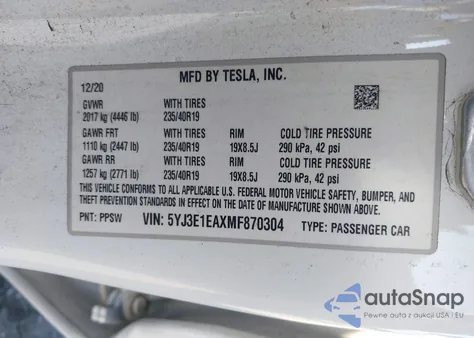 MFD BY TESLA, INC.
12/20
GVWR WITH TIRES
2017 kg (4446 lb) 235/40R19
GAWR FRT WITH TIRES RIM COLD TIRE PRESSURE
1110 kg (2447 lb) 235/40R19 19X8.5J 290 kPa, 42 psi
GAWR RR WITH TIRES RIM COLD TIRE PRESSURE
1257 kg (2771 lb) 235/40R19 19X8.5J 290 kPa, 42 psi
THIS VEHICLE CONFORMS TO ALL APPLICABLE U.S. FEDERAL MOTOR VEHICLE SAFETY, BUMPER, AND
THEFT PREVENTION STANDARDS IN EFFECT ON THE DATE OF MANUFACTURE SHOWN ABOVE.
PNT: PPSW VIN: 5YJ3E1EAXMF870304 TYPE: PASSENGER CAR
autoSnap
Pewne auta z aukcji USA i EU